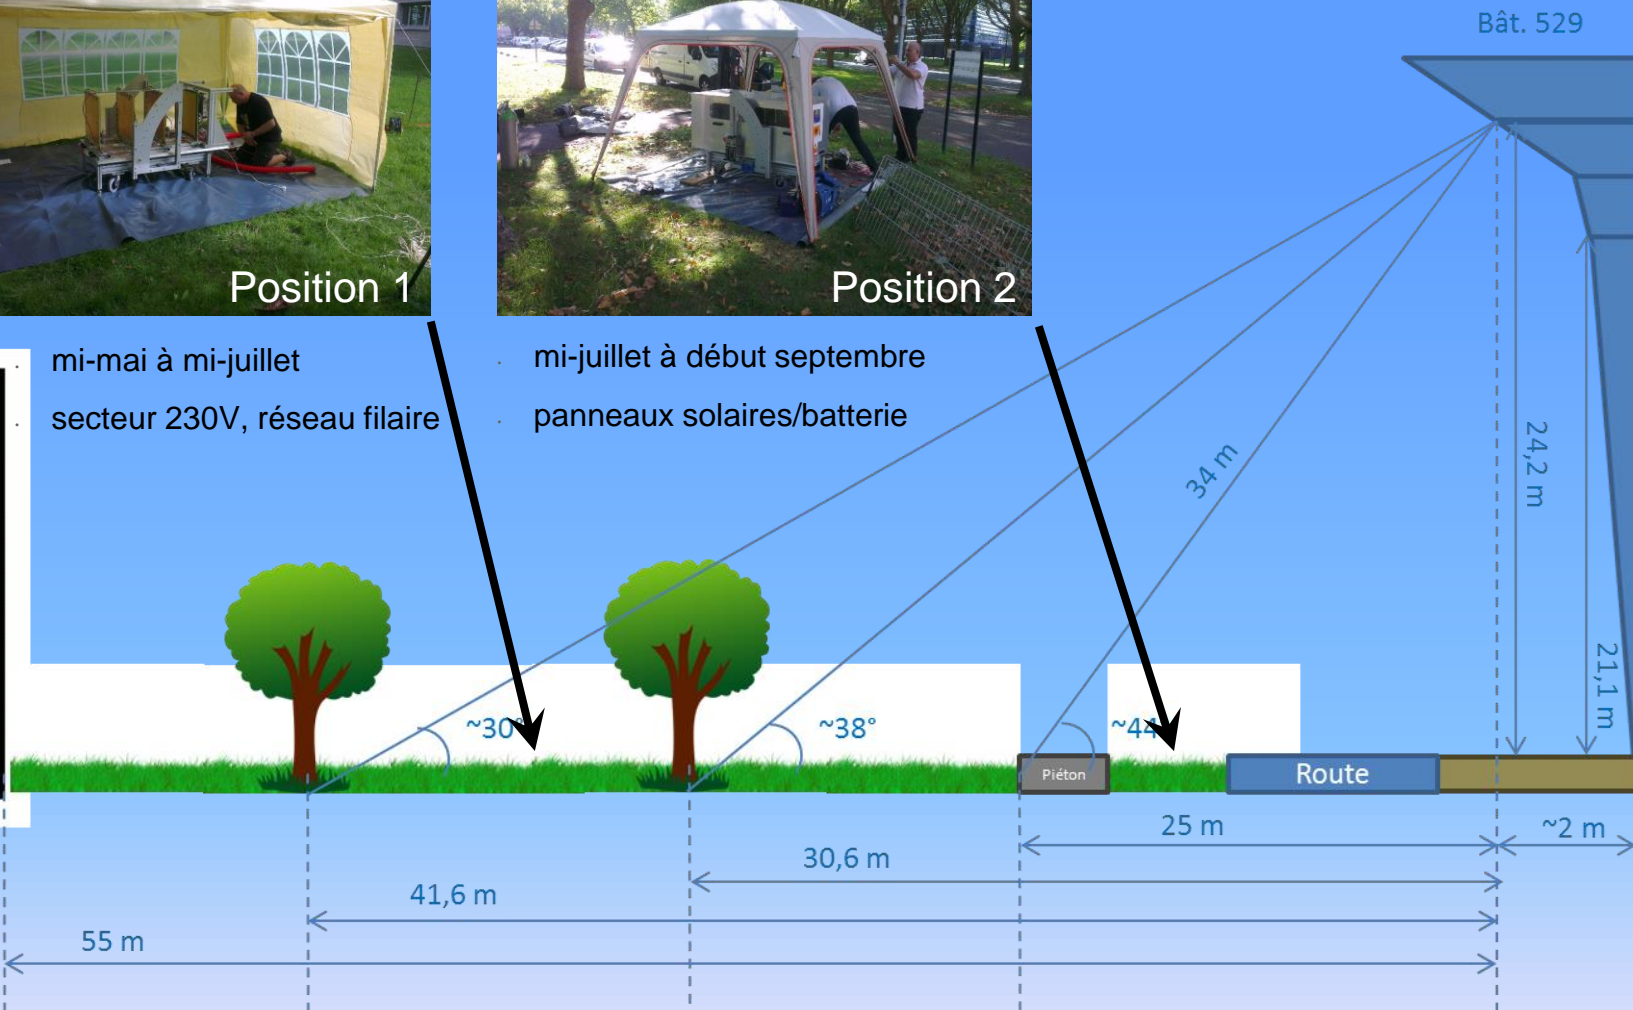 Bât. 529
Position 1
Position 2
mi-mai à mi-juillet
secteur 230V, réseau filaire
mi-juillet à début septembre
panneaux solaires/batterie
34 m
24,2 m
21,1 m
~30°
~38°
~44
Piéton
Route
25 m
~2 m
30,6 m
41,6 m
55 m